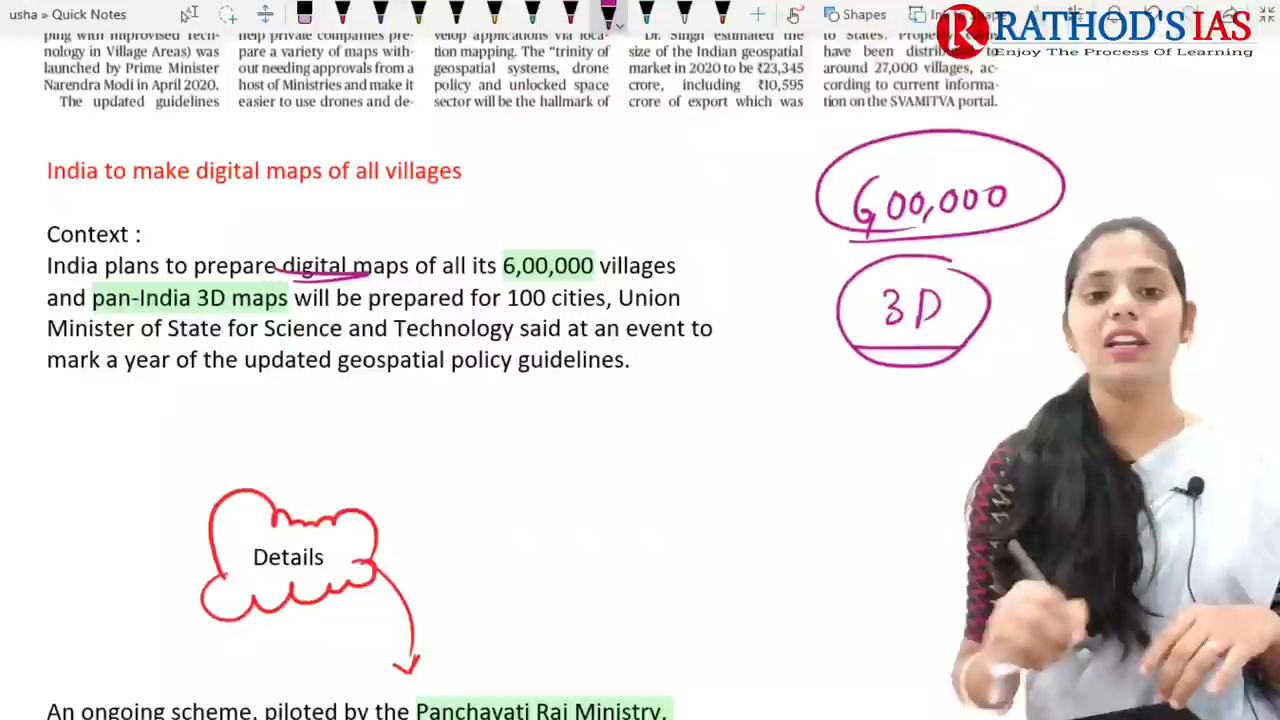 usha » Quick Notes
Shapes
RATHOD'S IAS
Enjoy The Process Of Learning
ping with Improvised Tech-
nology in Village Areas) was
launched by Prime Minister
Narendra Modi in April 2020.
The updated guidelines
help private companies pre-
pare a variety of maps with-
out needing approvals from a
host of Ministries and make it
easier to use drones and de-
velop applications via loca-
tion mapping. The “trinity of
geospatial systems, drone
policy and unlocked space
sector will be the hallmark of
Dr. Singh estimated the
size of the Indian geospatial
market in 2020 to be ₹23,345
crore, including ₹10,595
crore of export which was
to States. Property
have been
around 27,000 villages, ac-
cording to current informa-
tion on the SVAMITVA portal.
India to make digital maps of all villages
Context :
India plans to prepare digital maps of all its 6,00,000 villages
and pan-India 3D maps will be prepared for 100 cities, Union
Minister of State for Science and Technology said at an event to
mark a year of the updated geospatial policy guidelines.
6,00,000
3D
Details
An ongoing scheme, piloted by the Panchayati Raj Ministry,